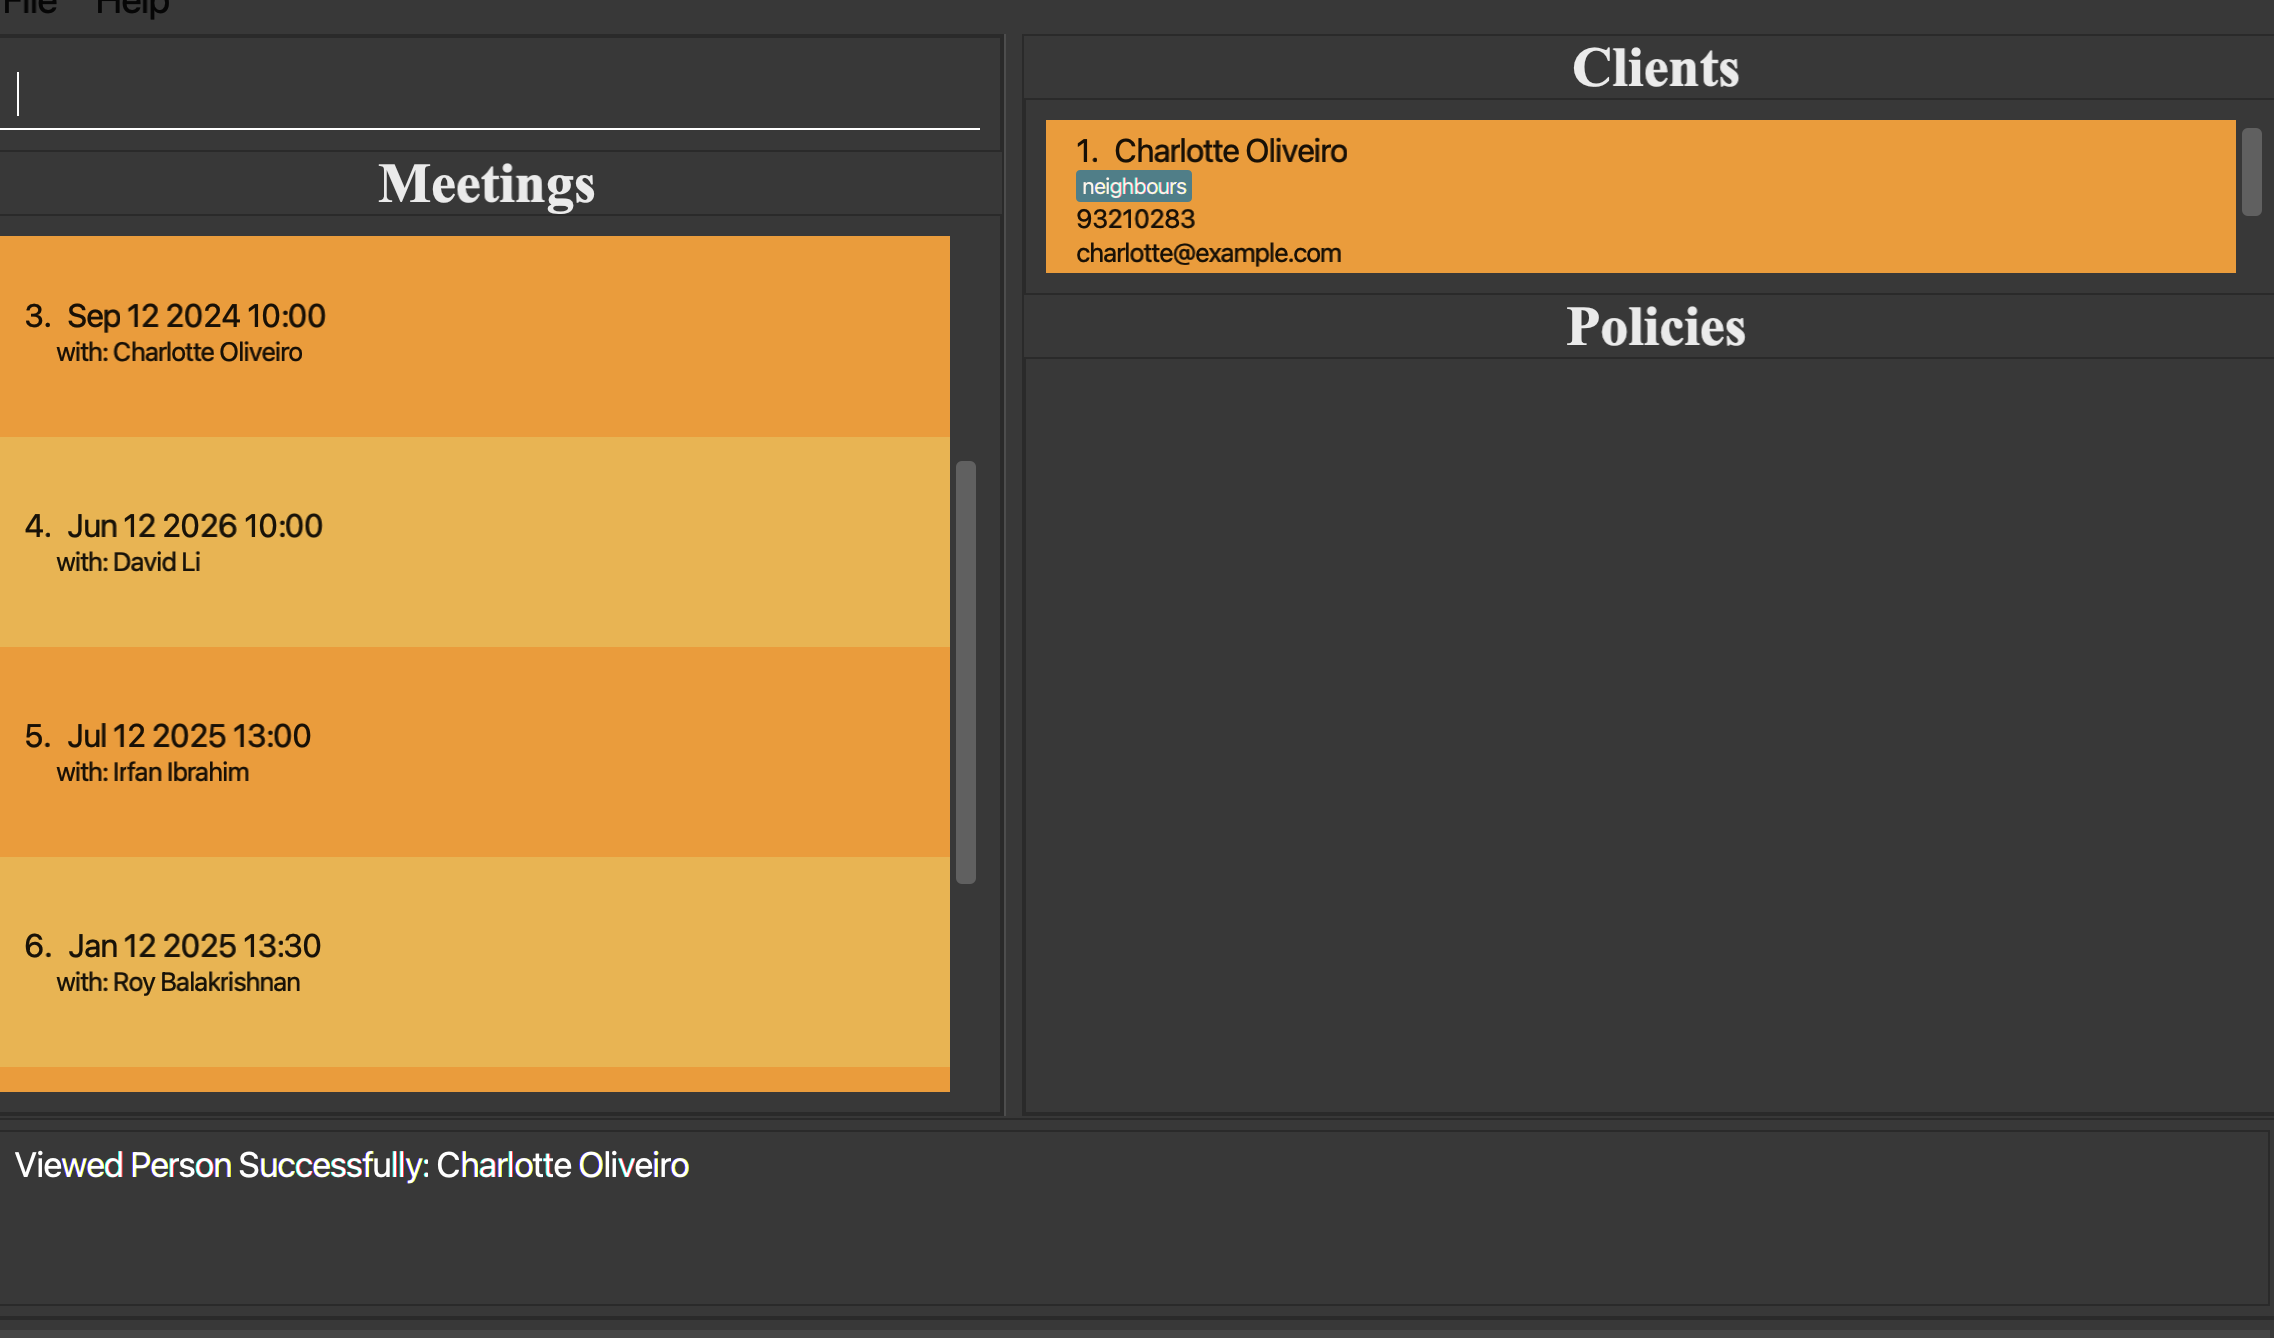 File Help
Meetings
3. Sep 12 2024 10:00
with: Charlotte Oliveiro
4. Jun 12 2026 10:00
with: David Li
5. Jul 12 2025 13:00
with: Irfan Ibrahim
6. Jan 12 2025 13:30
with: Roy Balakrishnan
Clients
1. Charlotte Oliveiro
neighbours
93210283
charlotte@example.com
Policies
Viewed Person Successfully: Charlotte Oliveiro